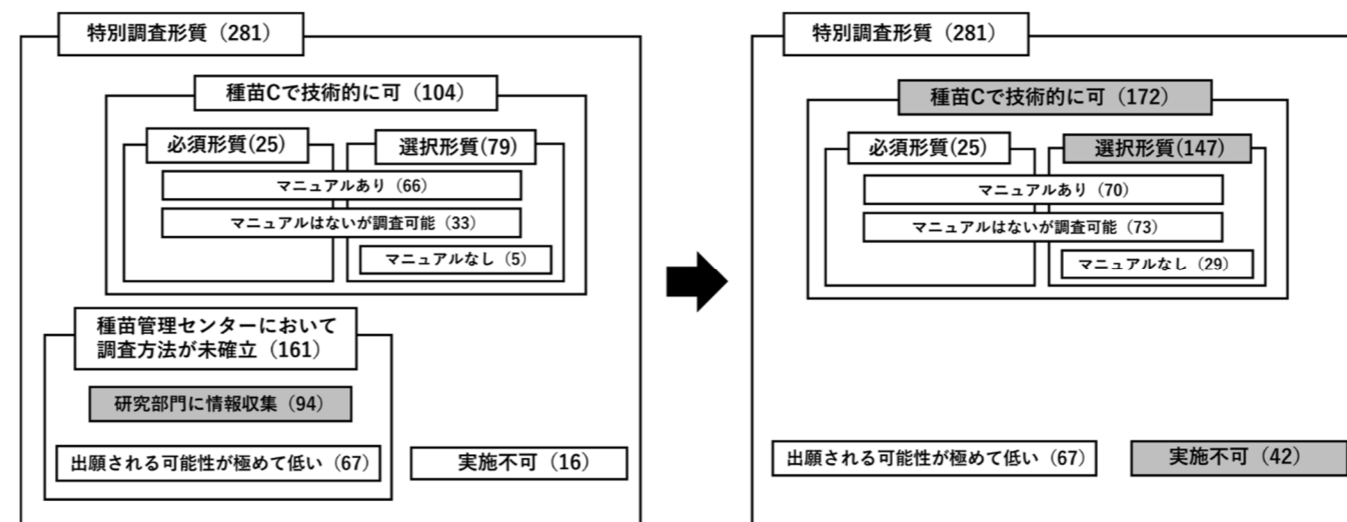 特別調査形質（281）
種苗Cで技術的に可（104）
必須形質(25)
選択形質(79)
マニュアルあり（66）
マニュアルはないが調査可能（33）
マニュアルなし（5）
種苗管理センターにおいて
調査方法が未確立（161）
研究部門に情報収集（94）
出願される可能性が極めて低い（67）
実施不可（16）
特別調査形質（281）
種苗Cで技術的に可（172）
必須形質(25)
選択形質(147)
マニュアルあり（70）
マニュアルはないが調査可能（73）
マニュアルなし（29）
出願される可能性が極めて低い（67）
実施不可（42）